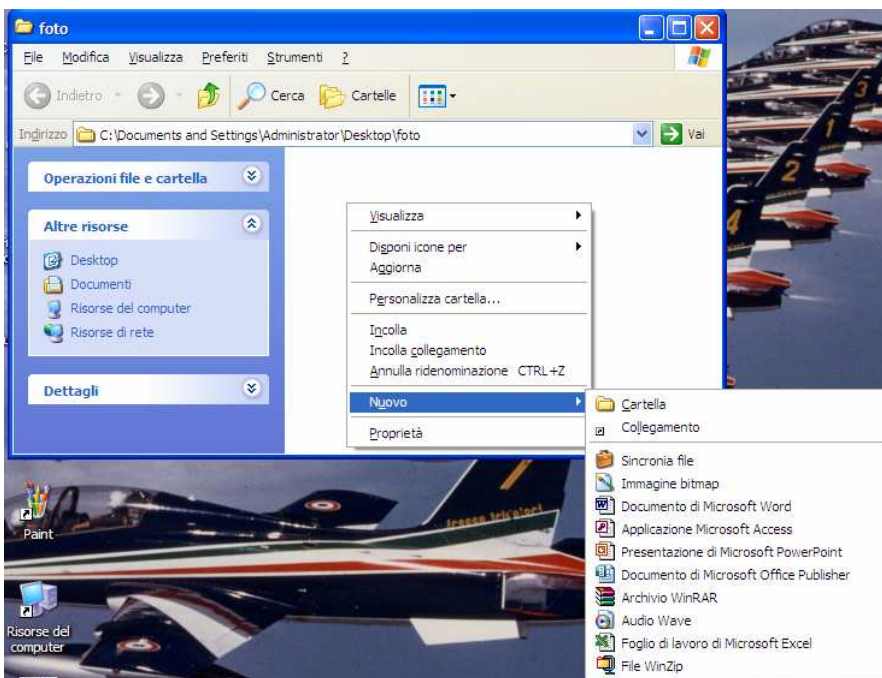 foto
File Modifica Visualizza Preferiti Strumenti ?
Indietro Cerca Cartelle
Indirizzo C:\Documents and Settings\Administrator\Desktop\foto Vai
Operazioni file e cartella
Altre risorse
Desktop
Documenti
Risorse del computer
Risorse di rete
Dettagli
Visualizza
Disponi icone per
Aggiorna
Personalizza cartella...
Incolla
Incolla collegamento
Annulla ridenominazione CTRL+Z
Nuovo
Proprietà
Cartella
Collegamento
Sincronia file
Immagine bitmap
Documento di Microsoft Word
Applicazione Microsoft Access
Presentazione di Microsoft PowerPoint
Documento di Microsoft Office Publisher
Archivio WinRAR
Audio Wave
Foglio di lavoro di Microsoft Excel
File WinZip
3
1
2
4
Paint
Risorse del
computer